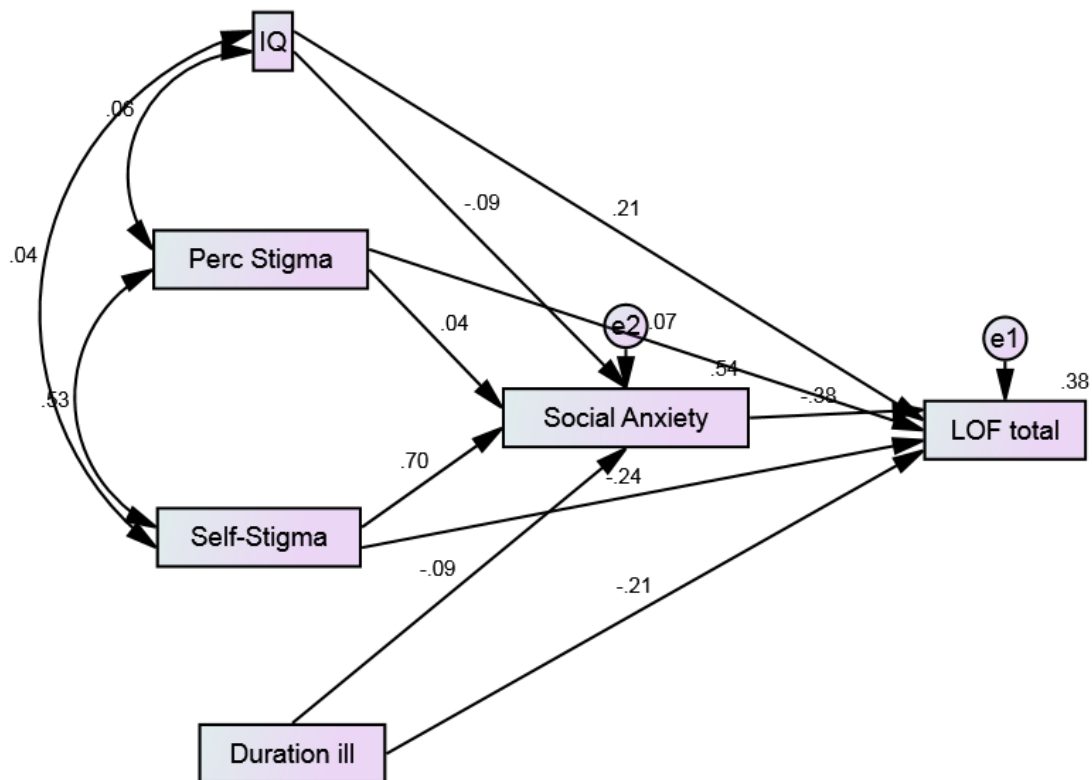 IQ
.06
-.09
.21
.04
Perc Stigma
.04
e2
.07
e1
.53
.54
-.38
.38
Social Anxiety
LOF total
.70
-.24
Self-Stigma
-.09
-.21
Duration ill